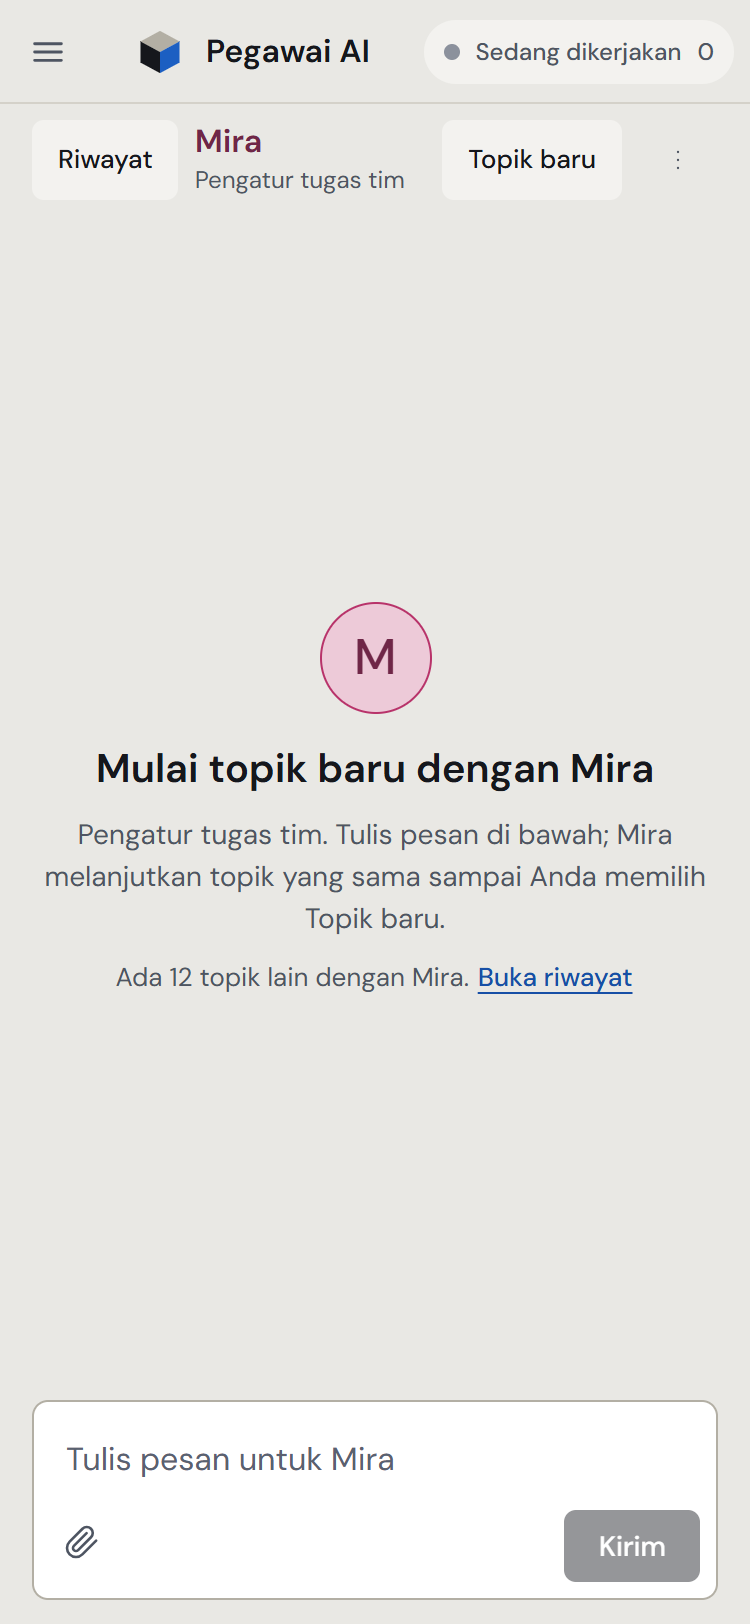 Pegawai AI
Sedang dikerjakan 0
Riwayat
Mira
Pengatur tugas tim
Topik baru
M
Mulai topik baru dengan Mira
Pengatur tugas tim. Tulis pesan di bawah; Mira
melanjutkan topik yang sama sampai Anda memilih
Topik baru.
Ada 12 topik lain dengan Mira. Buka riwayat
Tulis pesan untuk Mira
Kirim